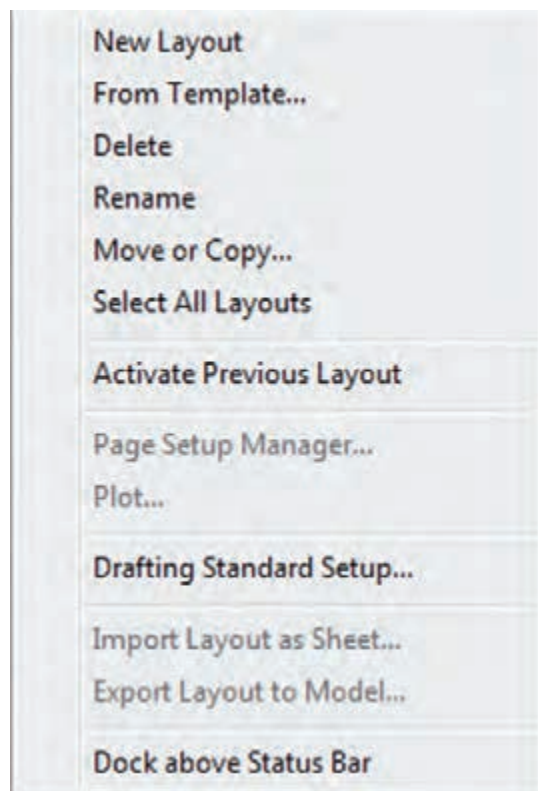 New Layout
From Template...
Delete
Rename
Move or Copy...
Select All Layouts
Activate Previous Layout
Page Setup Manager...
Plot...
Drafting Standard Setup...
Import Layout as Sheet...
Export Layout to Model...
Dock above Status Bar